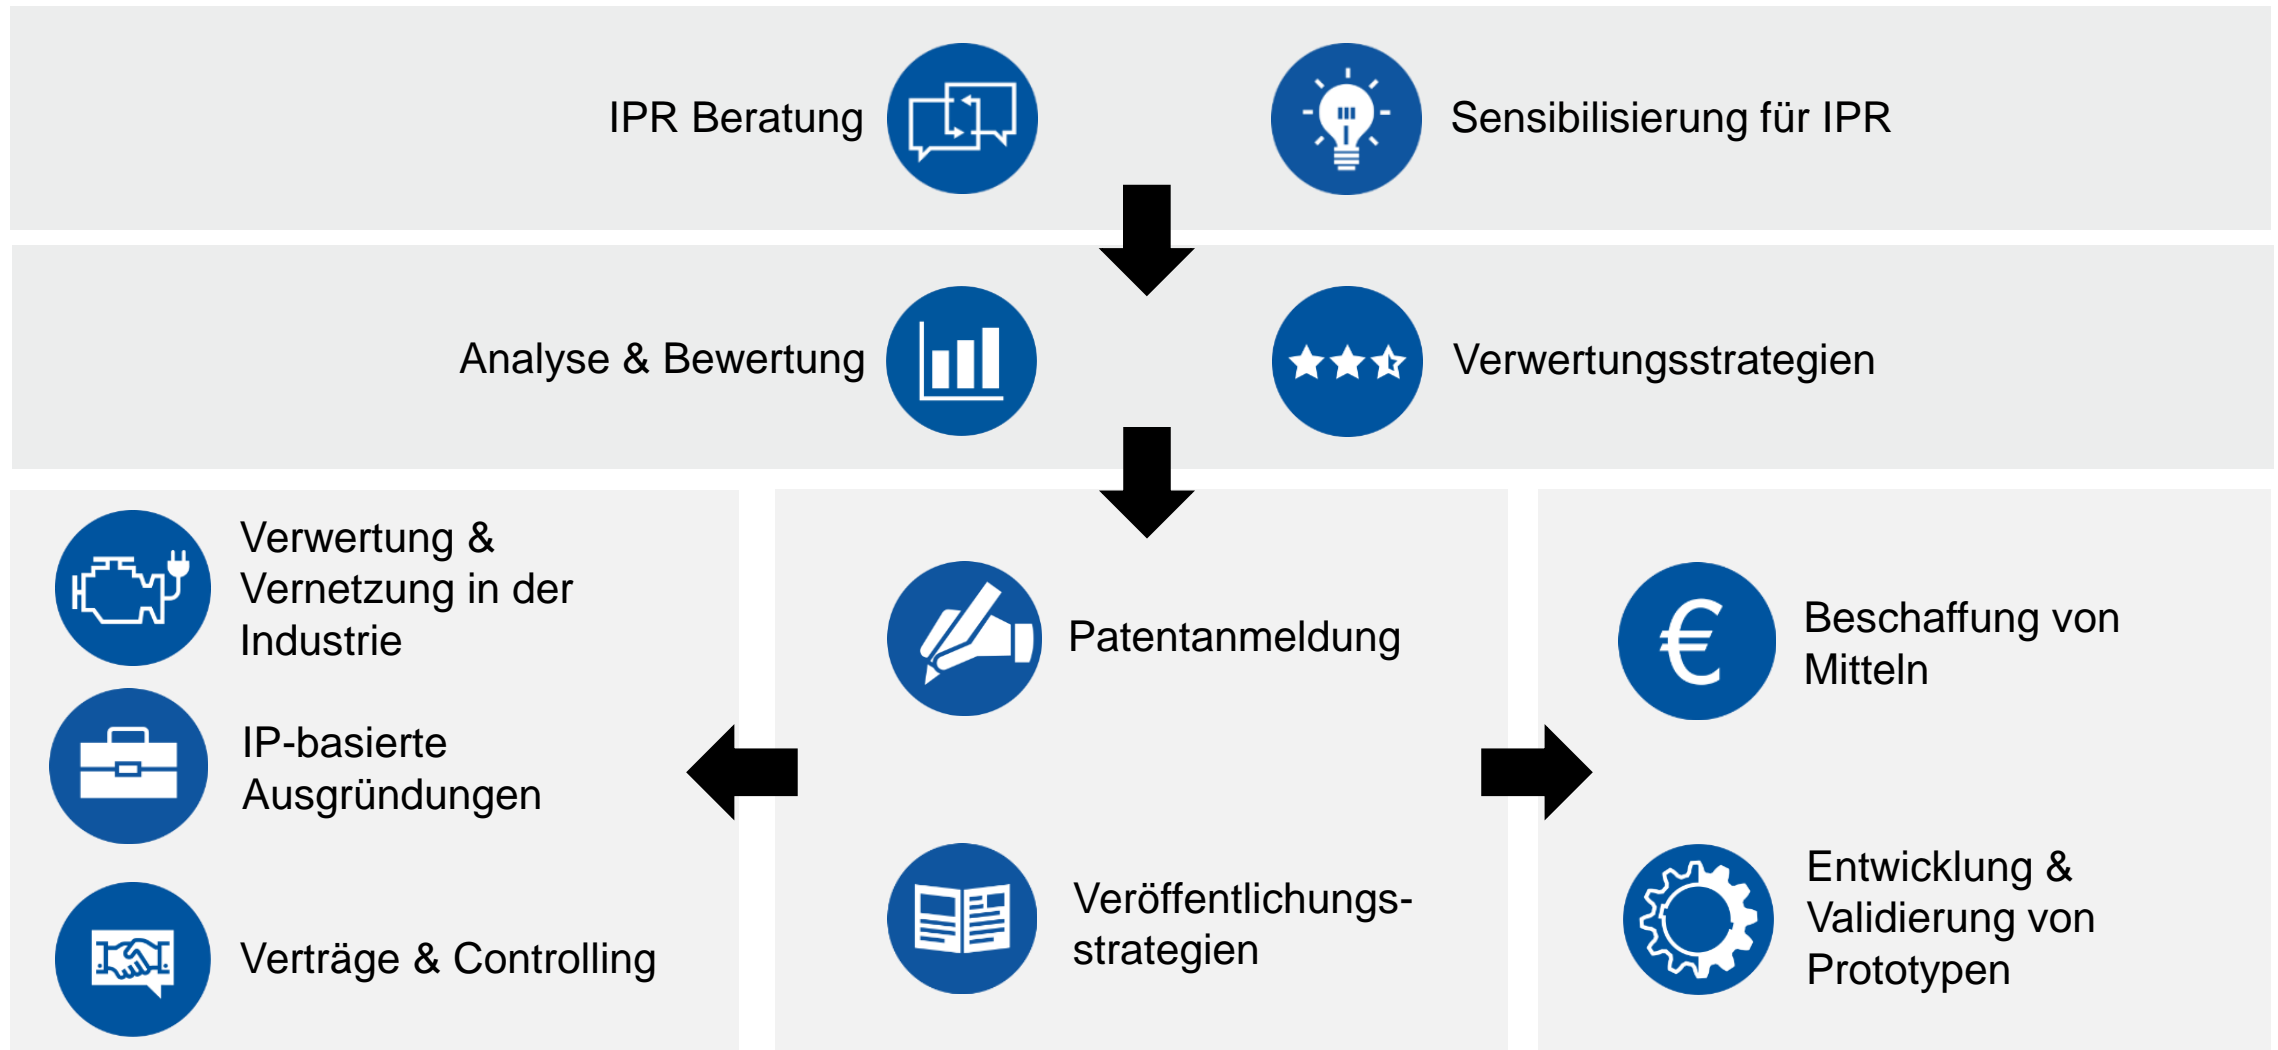 IPR Beratung
Sensibilisierung für IPR
Analyse & Bewertung
Verwertungsstrategien
Verwertung &
Vernetzung in der
Industrie
IP-basierte
Ausgründungen
Verträge & Controlling
Patentanmeldung
Veröffentlichungs-
strategien
€
Beschaffung von
Mitteln
Entwicklung &
Validierung von
Prototypen